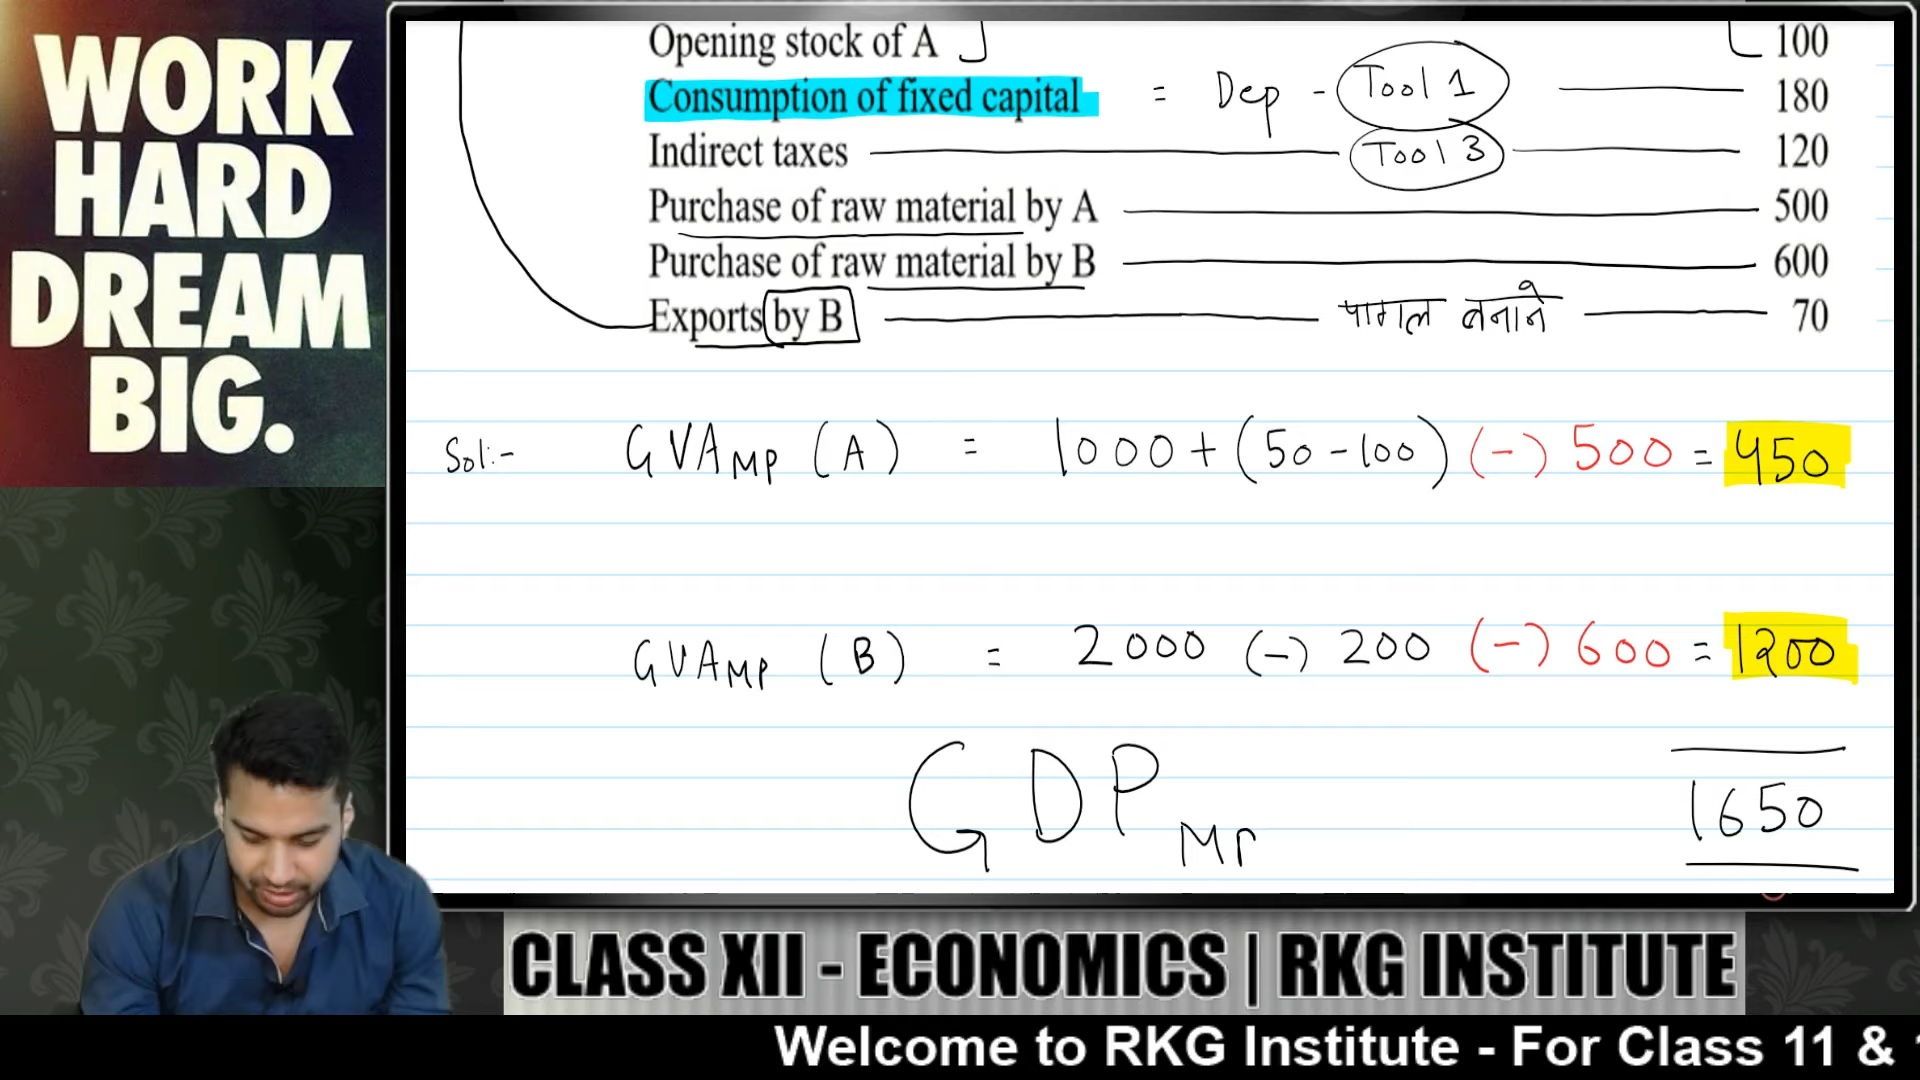 WORK
HARD
DREAM
BIG.
Opening stock of A 100
Consumption of fixed capital = Dep - Tool 1 180
Indirect taxes Tool 3 120
Purchase of raw material by A 500
Purchase of raw material by B 600
Exports by B पागल बनाने 70
Sol:- GVAMP (A) = 1000 + (50 - 100) (-) 500 = 450
GVAMP (B) = 2000 (-) 200 (-) 600 = 1200
GDP MP 1650
CLASS XII - ECONOMICS | RKG INSTITUTE
Welcome to RKG Institute - For Class 11 &